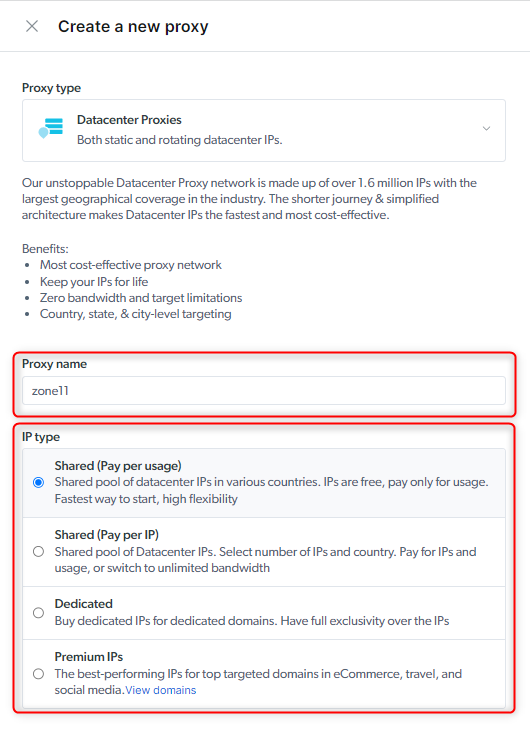 Create a new proxy
Proxy type
Datacenter Proxies
Both static and rotating datacenter IPs.
Our unstoppable Datacenter Proxy network is made up of over 1.6 million IPs with the
largest geographical coverage in the industry. The shorter journey & simplified
architecture makes Datacenter IPs the fastest and most cost-effective.
Benefits:
• Most cost-effective proxy network
• Keep your IPs for life
• Zero bandwidth and target limitations
• Country, state, & city-level targeting
Proxy name
zone11
IP type
Shared (Pay per usage)
Shared pool of datacenter IPs in various countries. IPs are free, pay only for usage.
Fastest way to start, high flexibility
Shared (Pay per IP)
Shared pool of Datacenter IPs. Select number of IPs and country. Pay for IPs and
usage, or switch to unlimited bandwidth
Dedicated
Buy dedicated IPs for dedicated domains. Have full exclusivity over the IPs
Premium IPs
The best-performing IPs for top targeted domains in eCommerce, travel, and
social media.View domains